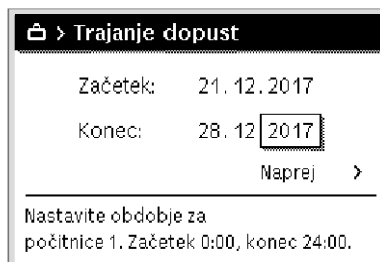 > Trajanje dopust
Začetek: 21. 12. 2017
Konec: 28. 12 2017
Naprej >
Nastavite obdobje za
počitnice 1. Začetek 0:00, konec 24:00.